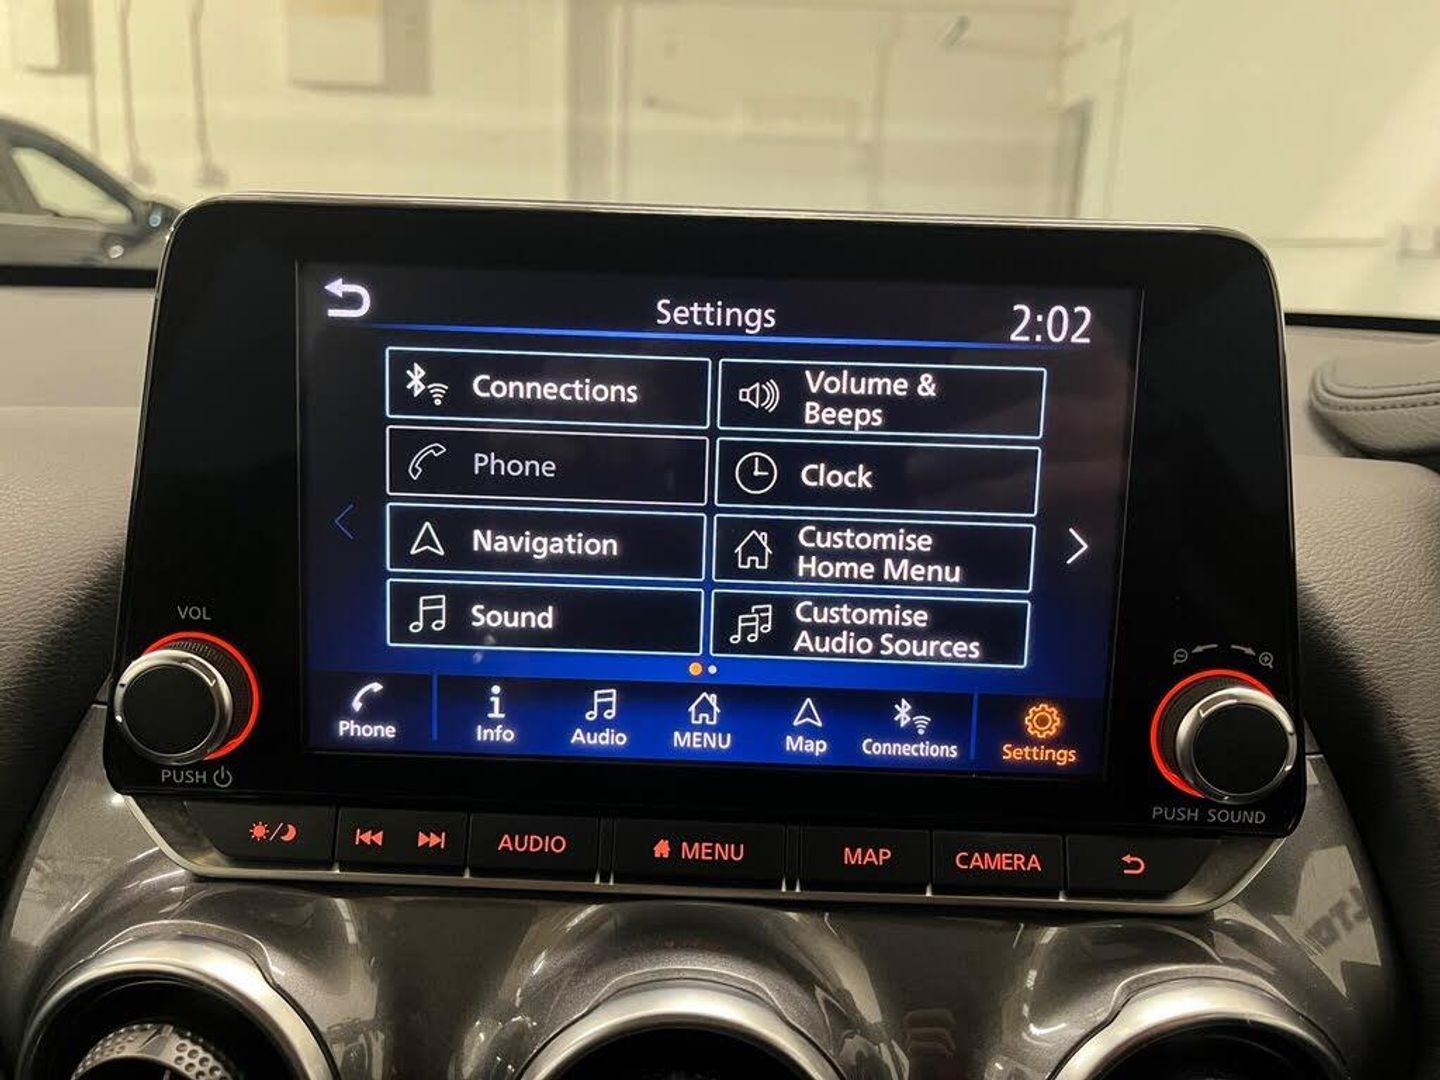 Settings
2:02
Connections
Volume &
Beeps
Phone
Clock
Navigation
Customise
Home Menu
Sound
Customise
Audio Sources
Phone
Info
Audio
MENU
Map
Connections
Settings
VOL
PUSH
PUSH SOUND
AUDIO
MENU
MAP
CAMERA